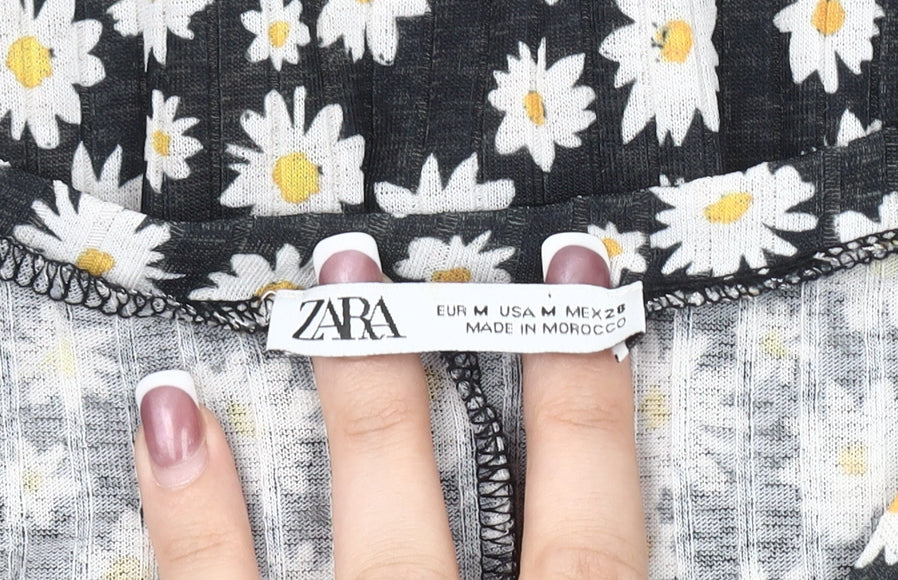 ZARA
EUR M USA M MEX 28
MADE IN MOROCCO